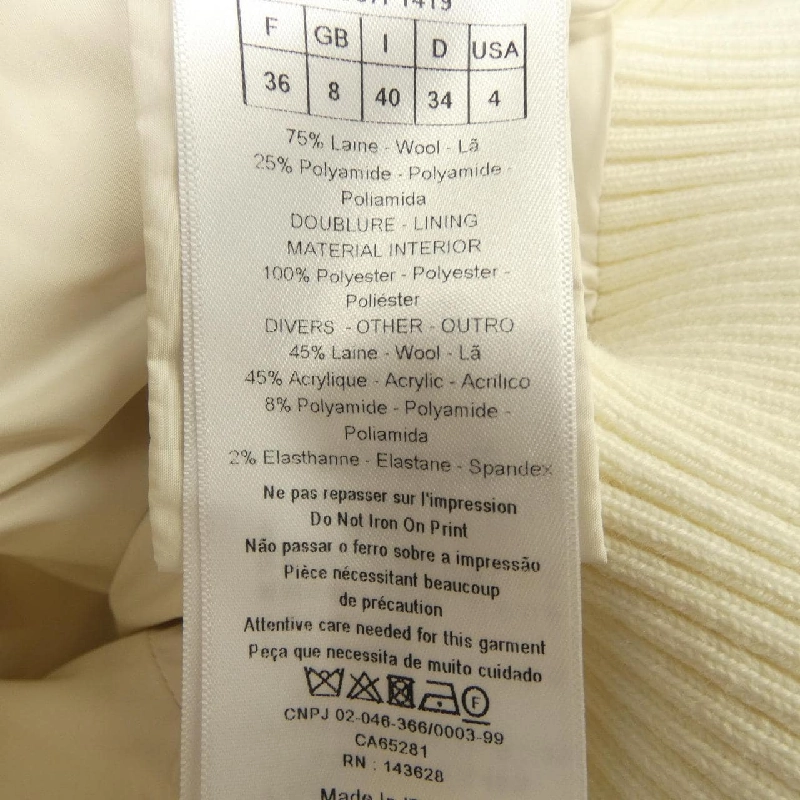 1419
F GB I D USA
36 8 40 34 4
75% Laine - Wool - Lã
25% Polyamide - Polyamide -
Poliamida
DOUBLURE - LINING
MATERIAL INTERIOR
100% Polyester - Polyester -
Poliéster
DIVERS - OTHER - OUTRO
45% Laine - Wool - Lã
45% Acrylique - Acrylic - Acrílico
8% Polyamide - Polyamide -
Poliamida
2% Elasthanne - Elastane - Spandex
Ne pas repasser sur l'impression
Do Not Iron On Print
Não passar o ferro sobre a impressão
Pièce nécessitant beaucoup
de précaution
Attentive care needed for this garment
Peça que necessita de muito cuidado
F
CNPJ 02-046-366/0003-99
CA65281
RN : 143628
Made In